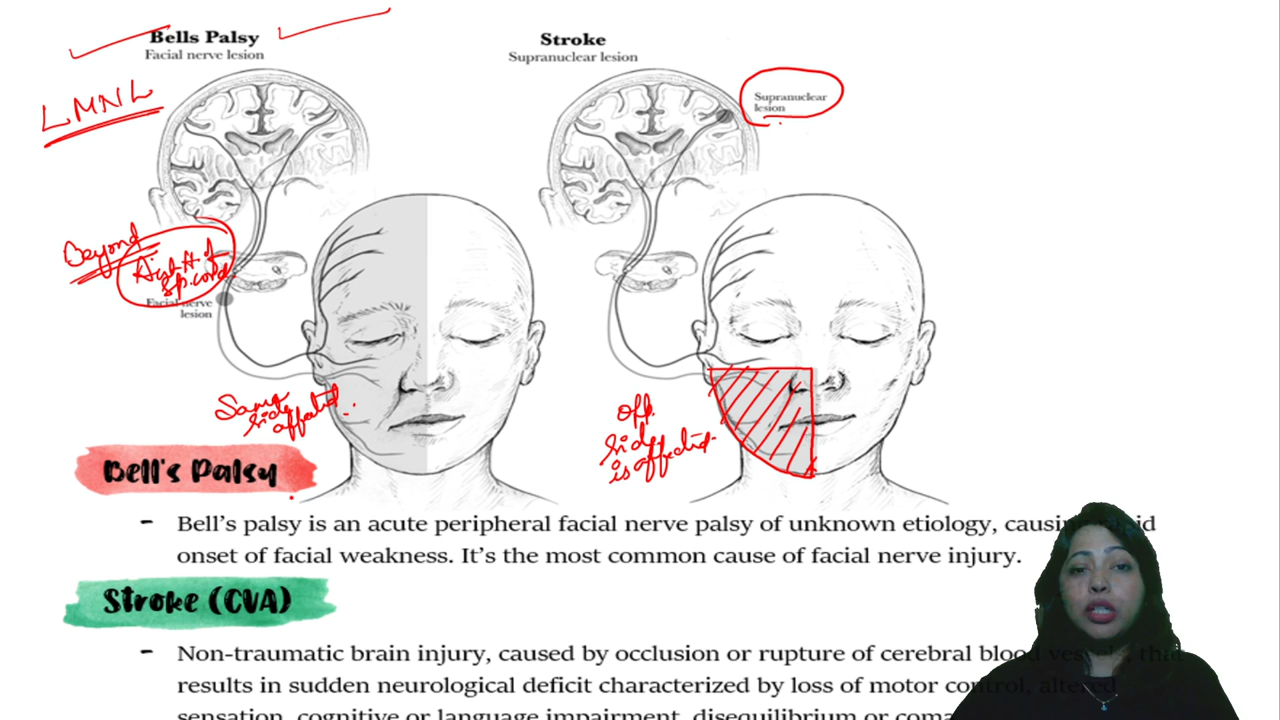 Bells Palsy
Facial nerve lesion
Stroke
Supranuclear lesion
LMNL
Supranuclear
lesion
Beyond
of
sp. cord
Facial nerve
lesion
Same
side
affected
opp.
side
is affected
Bell's Palsy
- Bell's palsy is an acute peripheral facial nerve palsy of unknown etiology,
onset of facial weakness. It's the most common cause of facial nerve injury.
Stroke (CVA)
- Non-traumatic brain injury, caused by occlusion or rupture of cerebral blood
results in sudden neurological deficit characterized by loss of motor control, altered
sensation, cognitive or language impairment, disequilibrium or coma